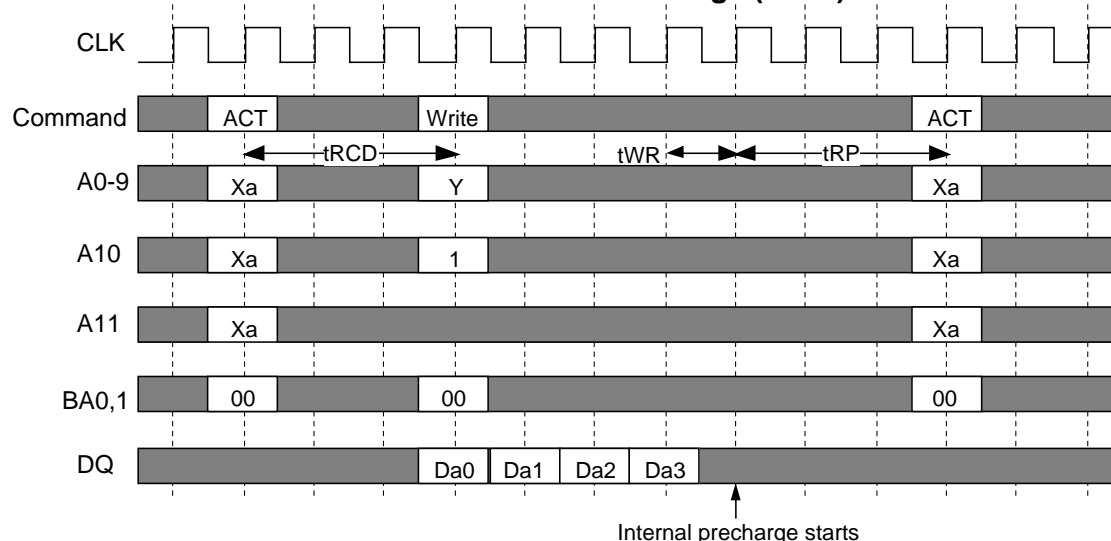 CLK
Command ACT Write ACT
tRCD tWR tRP
A0-9 Xa Y Xa
A10 Xa 1 Xa
A11 Xa Xa
BA0,1 00 00 00
DQ Da0 Da1 Da2 Da3
Internal precharge starts